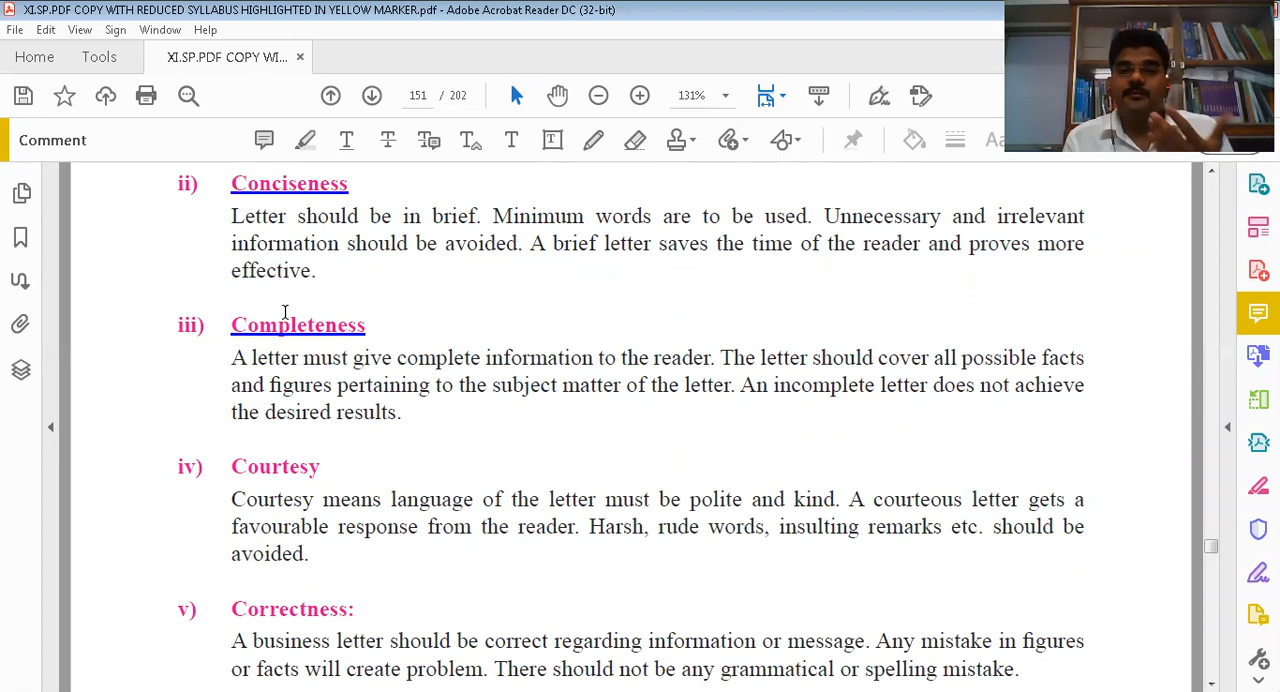 XI.SP.PDF COPY WITH REDUCED SYLLABUS HIGHLIGHTED IN YELLOW MARKER.pdf - Adobe Acrobat Reader DC (32-bit)
File Edit View Sign Window Help
Home Tools XI.SP.PDF COPY WI... ×
151 / 202 131%
Comment
ii) Conciseness
Letter should be in brief. Minimum words are to be used. Unnecessary and irrelevant
information should be avoided. A brief letter saves the time of the reader and proves more
effective.
iii) Completeness
A letter must give complete information to the reader. The letter should cover all possible facts
and figures pertaining to the subject matter of the letter. An incomplete letter does not achieve
the desired results.
iv) Courtesy
Courtesy means language of the letter must be polite and kind. A courteous letter gets a
favourable response from the reader. Harsh, rude words, insulting remarks etc. should be
avoided.
v) Correctness:
A business letter should be correct regarding information or message. Any mistake in figures
or facts will create problem. There should not be any grammatical or spelling mistake.